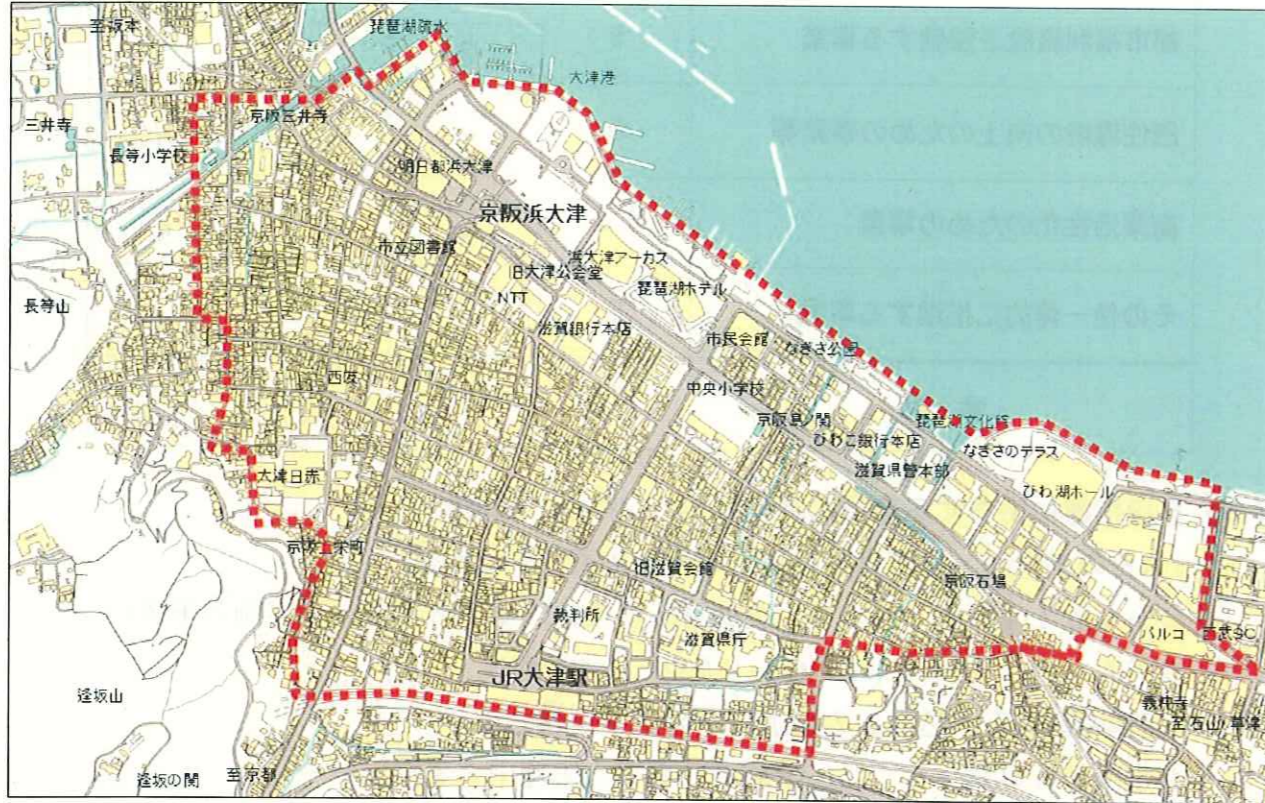 至坂本
琵琶湖疏水
大津港
京阪三井寺
三井寺
長等小学校
明日都浜大津
京阪浜大津
市立図書館
浜大津アーカス
旧大津公会堂
琵琶湖ホテル
NTT
長等山
滋賀銀行本店
市民会館
なぎさ公園
中央小学校
京阪島ノ関
琵琶湖文化館
びわこ銀行本店
なぎさのテラス
滋賀県警本部
大津日赤
びわ湖ホール
京阪上栄町
旧滋賀会館
京阪石場
裁判所
滋賀県庁
パルコ
西武SC
JR大津駅
逢坂山
義仲寺
至石山/草津
至京都
逢坂の関